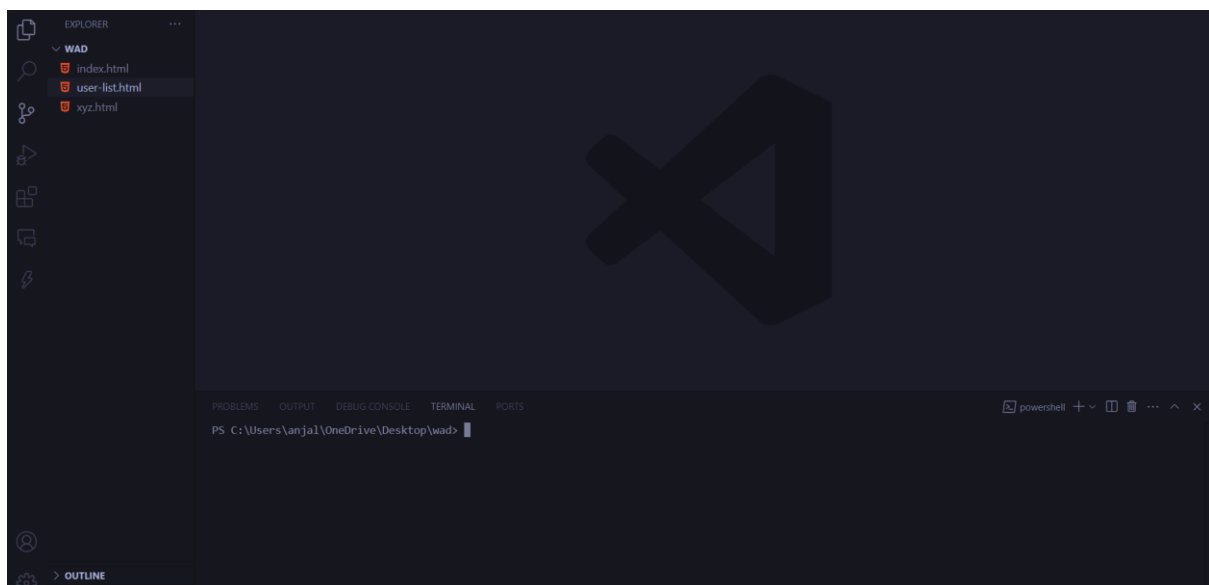 EXPLORER ...
WAD
index.html
user-list.html
xyz.html
PROBLEMS OUTPUT DEBUG CONSOLE TERMINAL PORTS
powershell
PS C:\Users\anjal\OneDrive\Desktop\wad>
OUTLINE